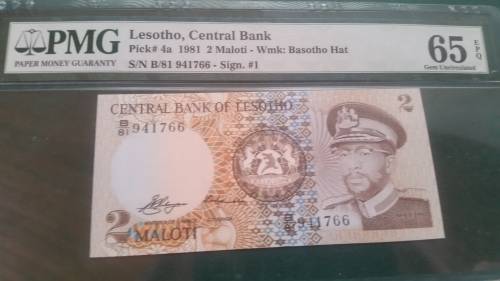 PMG
PAPER MONEY GUARANTY
Lesotho, Central Bank
Pick# 4a 1981 2 Maloti - Wmk: Basotho Hat
S/N B/81 941766 - Sign. #1
65 EPQ
Gem Uncirculated
CENTRAL BANK OF LESOTHO
2
B/81 941766
B/81 941766
2
MALOTI